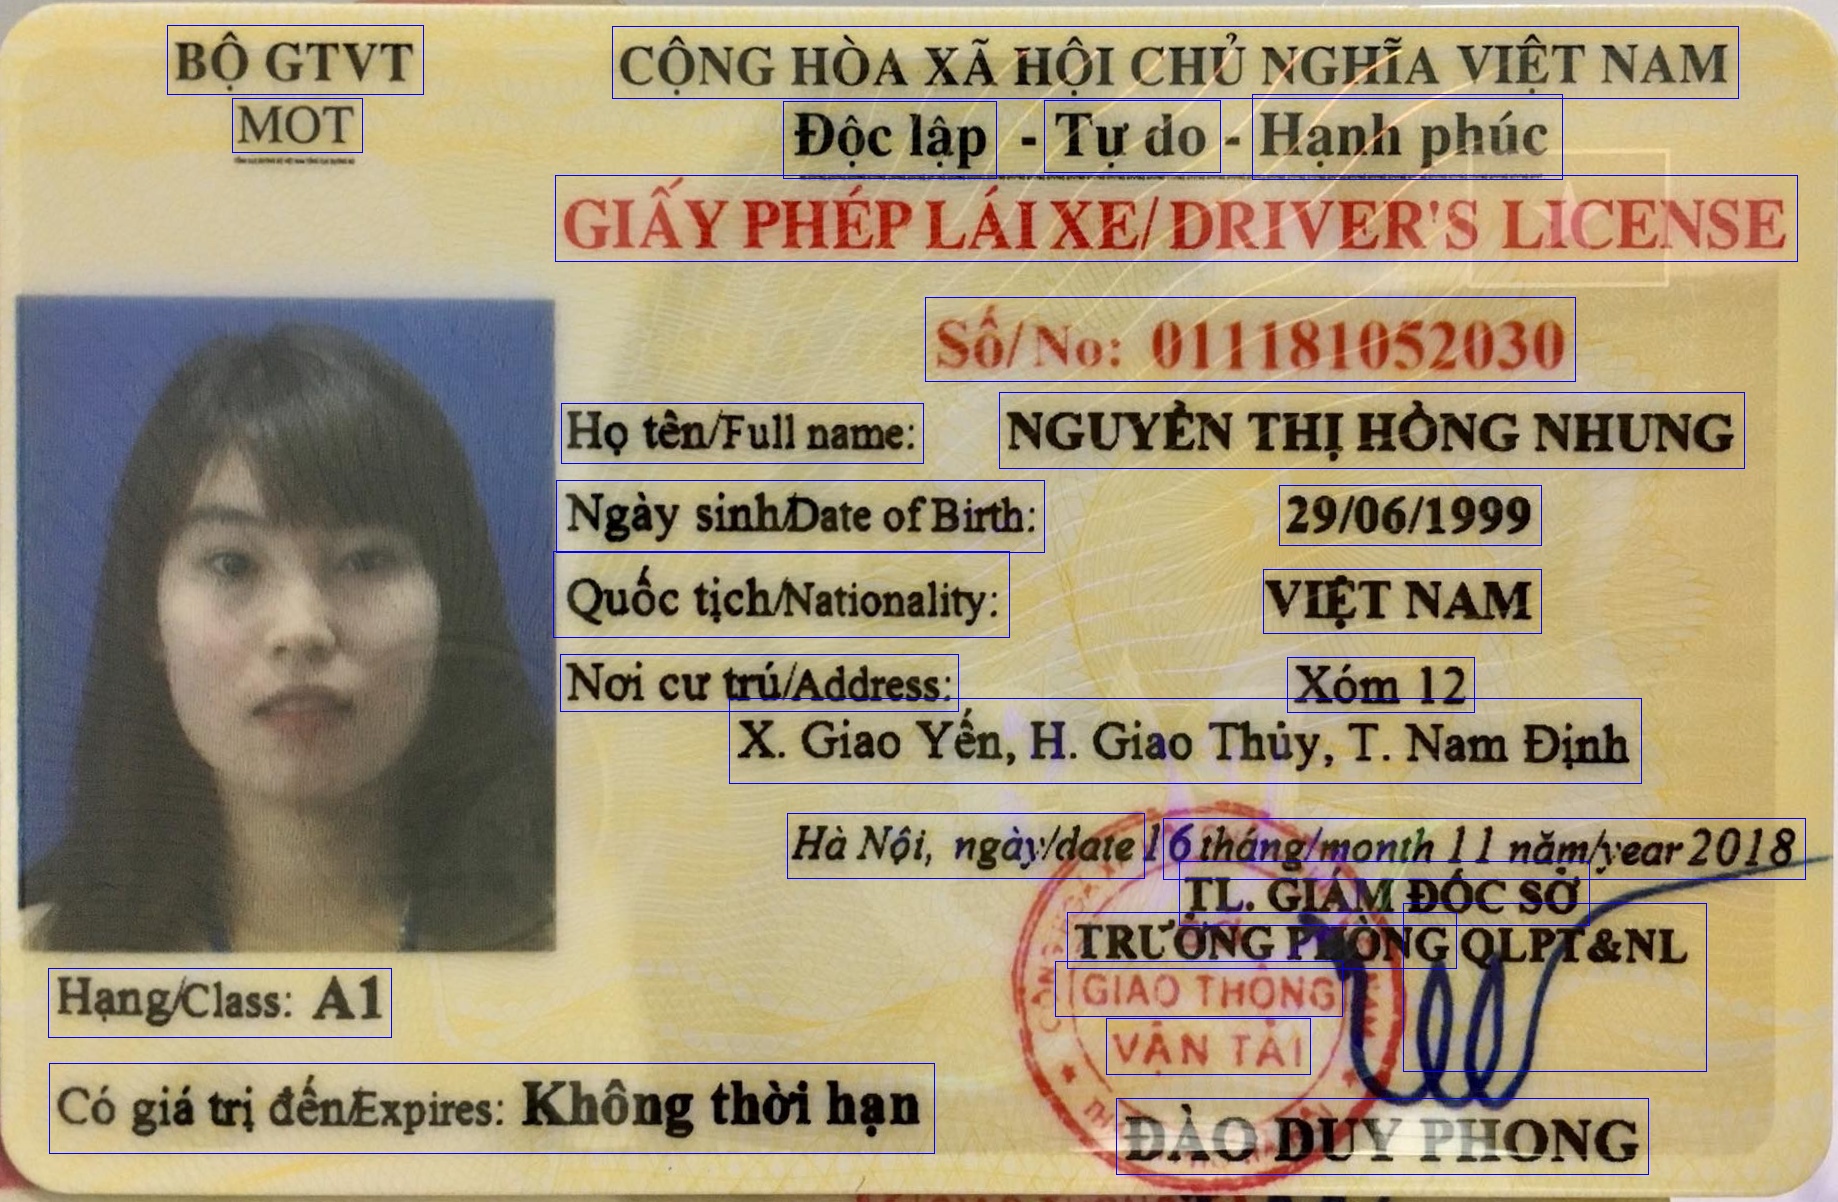 BỘ GTVT
MOT
CỘNG HÒA XÃ HỘI CHỦ NGHĨA VIỆT NAM
Độc lập - Tự do - Hạnh phúc
GIẤY PHÉP LÁI XE/DRIVER'S LICENSE
Số/No: 011181052030
Họ tên/Full name: NGUYỄN THỊ HỒNG NHUNG
Ngày sinh/Date of Birth: 29/06/1999
Quốc tịch/Nationality: VIỆT NAM
Nơi cư trú/Address: Xóm 12
X. Giao Yến, H. Giao Thủy, T. Nam Định
Hà Nội, ngày/date 16 tháng/month 11 năm/year 2018
TL. GIÁM ĐỐC SỞ
TRƯỞNG PHÒNG QLPT&NL
GIAO THÔNG
VẬN TẢI
Hạng/Class: A1
Có giá trị đến/Expires: Không thời hạn
ĐÀO DUY PHONG